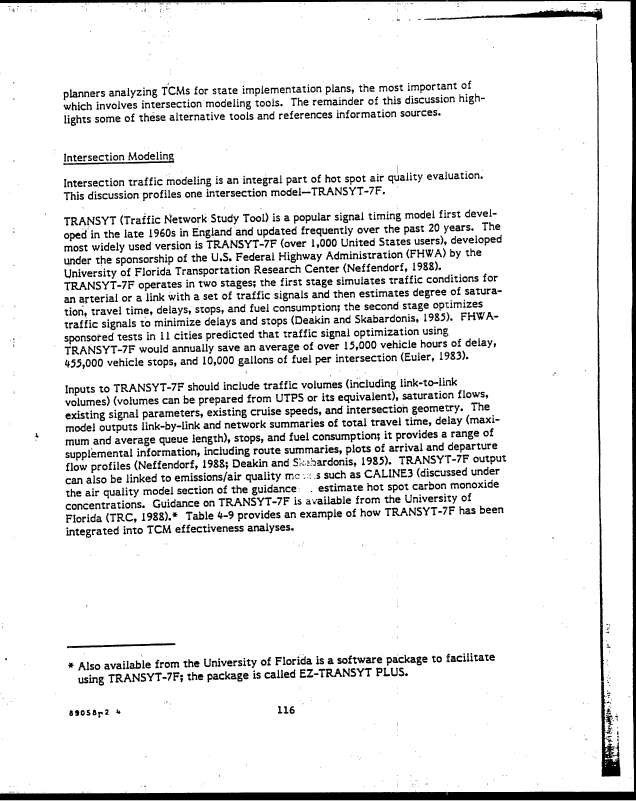 planners analyzing TCMs for state implementation plans, the most important of
which involves intersection modeling tools. The remainder of this discussion high-
lights some of these alternative tools and references information sources.
Intersection Modeling
Intersection traffic modeling is an integral part of hot spot air quality evaluation.
This discussion profiles one intersection model—TRANSYT-7F.
TRANSYT (Traffic Network Study Tool) is a popular signal timing model first devel-
oped in the late 1960s in England and updated frequently over the past 20 years. The
most widely used version is TRANSYT-7F (over 1,000 United States users), developed
under the sponsorship of the U.S. Federal Highway Administration (FHWA) by the
University of Florida Transportation Research Center (Neffendorf, 1988).
TRANSYT-7F operates in two stages; the first stage simulates traffic conditions for
an arterial or a link with a set of traffic signals and then estimates degree of satura-
tion, travel time, delays, stops, and fuel consumption; the second stage optimizes
traffic signals to minimize delays and stops (Deakin and Skabardonis, 1985). FHWA-
sponsored tests in 11 cities predicted that traffic signal optimization using
TRANSYT-7F would annually save an average of over 15,000 vehicle hours of delay,
455,000 vehicle stops, and 10,000 gallons of fuel per intersection (Euler, 1983).
Inputs to TRANSYT-7F should include traffic volumes (including link-to-link
volumes) (volumes can be prepared from UTPS or its equivalent), saturation flows,
existing signal parameters, existing cruise speeds, and intersection geometry. The
model outputs link-by-link and network summaries of total travel time, delay (maxi-
mum and average queue length), stops, and fuel consumption; it provides a range of
supplemental information, including route summaries, plots of arrival and departure
flow profiles (Neffendorf, 1988; Deakin and Skabardonis, 1985). TRANSYT-7F output
can also be linked to emissions/air quality such as CALINE3 (discussed under
the air quality model section of the guidance estimate hot spot carbon monoxide
concentrations. Guidance on TRANSYT-7F is available from the University of
Florida (TRC, 1988).* Table 4-9 provides an example of how TRANSYT-7F has been
integrated into TCM effectiveness analyses.
* Also available from the University of Florida is a software package to facilitate
using TRANSYT-7F; the package is called EZ-TRANSYT PLUS.
89058r2 4
116